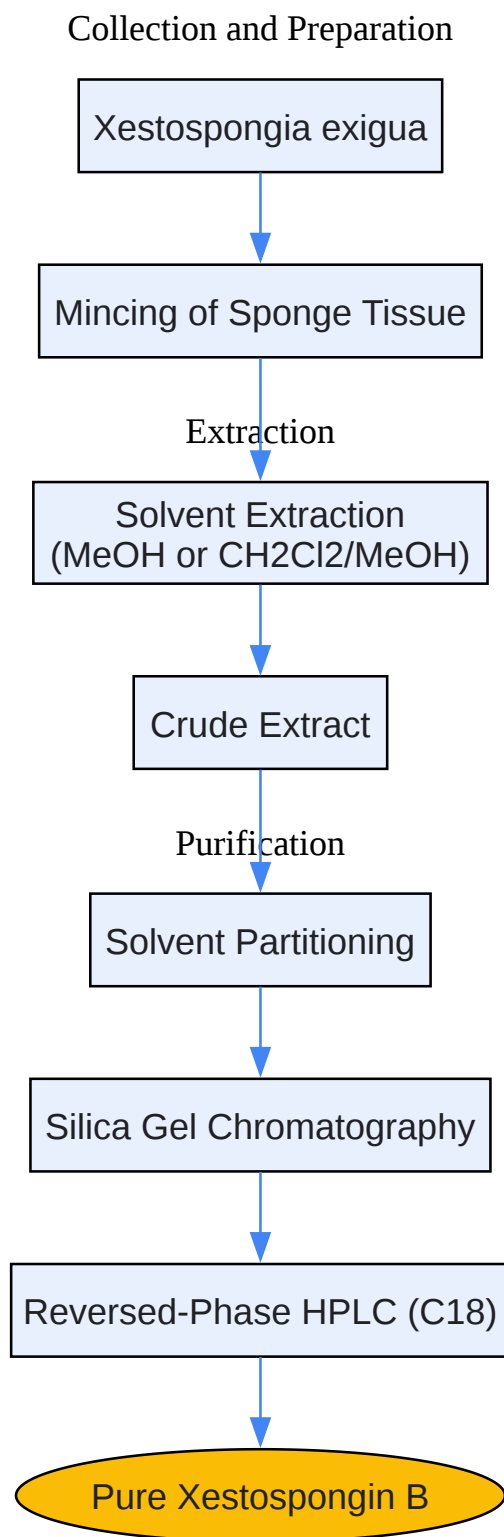 Collection and Preparation
Xestospongia exigua
Mincing of Sponge Tissue
Extraction
Solvent Extraction
(MeOH or CH2Cl2/MeOH)
Crude Extract
Purification
Solvent Partitioning
Silica Gel Chromatography
Reversed-Phase HPLC (C18)
Pure Xestospongin B